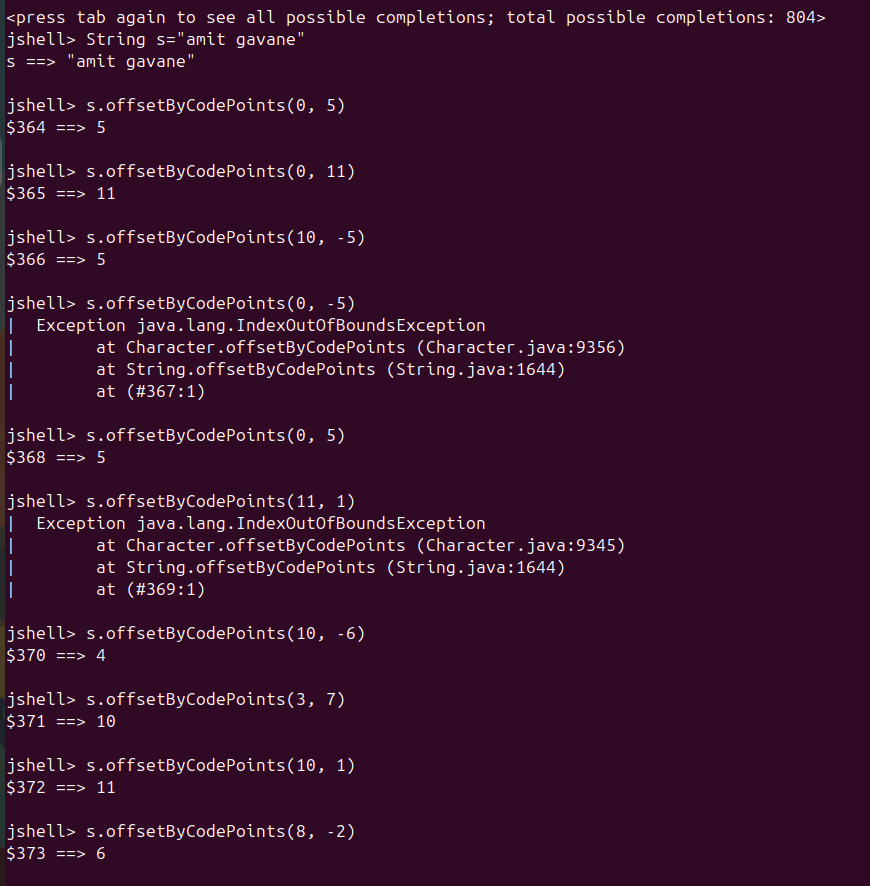 <press tab again to see all possible completions; total possible completions: 804>
jshell> String s="amit gavane"
s ==> "amit gavane"
jshell> s.offsetByCodePoints(0, 5)
$364 ==> 5
jshell> s.offsetByCodePoints(0, 11)
$365 ==> 11
jshell> s.offsetByCodePoints(10, -5)
$366 ==> 5
jshell> s.offsetByCodePoints(0, -5)
|  Exception java.lang.IndexOutOfBoundsException
|        at Character.offsetByCodePoints (Character.java:9356)
|        at String.offsetByCodePoints (String.java:1644)
|        at (#367:1)
jshell> s.offsetByCodePoints(0, 5)
$368 ==> 5
jshell> s.offsetByCodePoints(11, 1)
|  Exception java.lang.IndexOutOfBoundsException
|        at Character.offsetByCodePoints (Character.java:9345)
|        at String.offsetByCodePoints (String.java:1644)
|        at (#369:1)
jshell> s.offsetByCodePoints(10, -6)
$370 ==> 4
jshell> s.offsetByCodePoints(3, 7)
$371 ==> 10
jshell> s.offsetByCodePoints(10, 1)
$372 ==> 11
jshell> s.offsetByCodePoints(8, -2)
$373 ==> 6